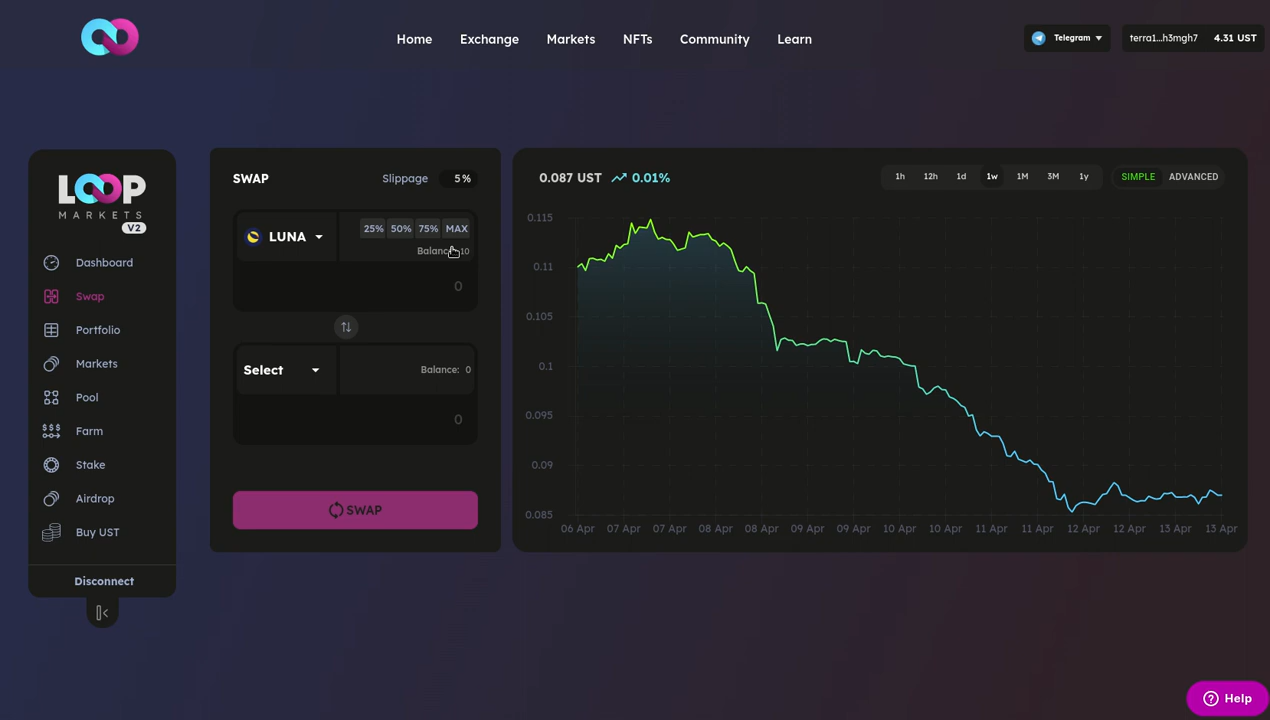 Home Exchange Markets NFTs Community Learn
Telegram
terra1...h3mgh7 4.31 UST
LOOP
MARKETS
V2
Dashboard
Swap
Portfolio
Markets
Pool
Farm
Stake
Airdrop
Buy UST
Disconnect
SWAP Slippage 5%
LUNA 25% 50% 75% MAX
10
0
Select Balance: 0
0
SWAP
0.087 UST 0.01% 1h 12h 1d 1w 1M 3M 1y SIMPLE ADVANCED
0.115
0.11
0.105
0.1
0.095
0.09
0.085
06 Apr 07 Apr 07 Apr 08 Apr 08 Apr 09 Apr 09 Apr 10 Apr 10 Apr 11 Apr 11 Apr 12 Apr 12 Apr 13 Apr 13 Apr
Help